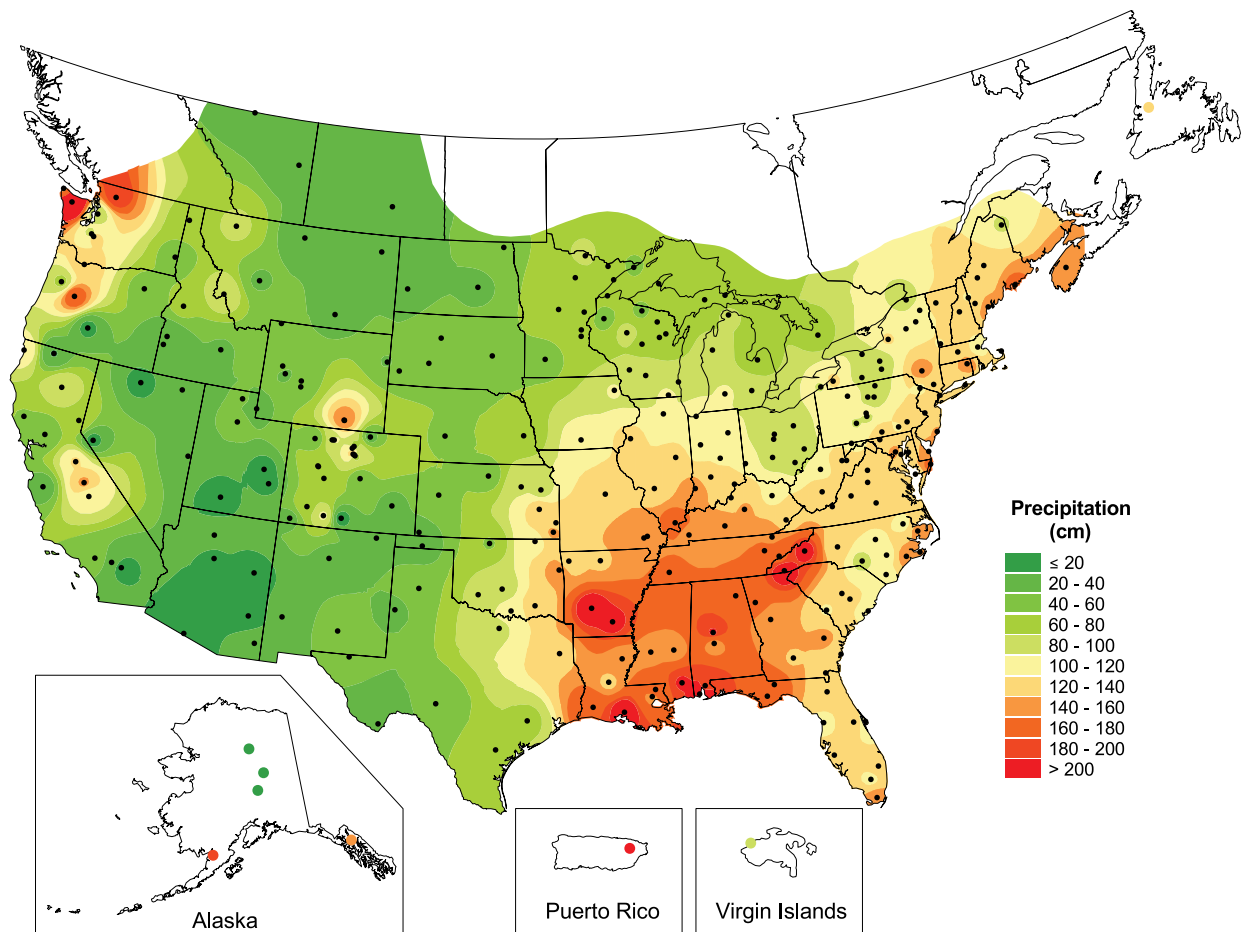 Precipitation
(cm)
≤ 20
20 - 40
40 - 60
60 - 80
80 - 100
100 - 120
120 - 140
140 - 160
160 - 180
180 - 200
> 200
Alaska
Puerto Rico
Virgin Islands